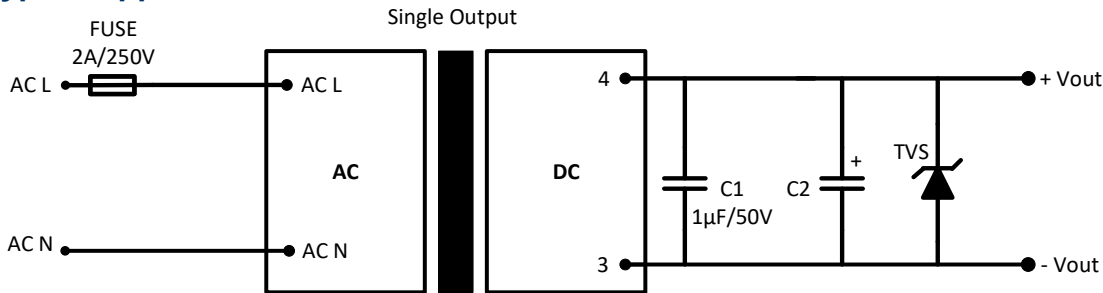 Single Output
FUSE
2A/250V
AC L
AC L
AC
DC
4
+ Vout
TVS
+
C1
1µF/50V
C2
AC N
AC N
3
- Vout